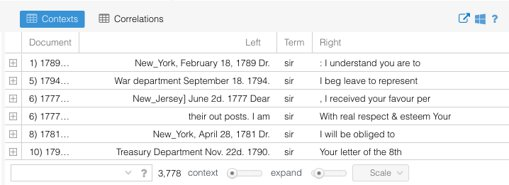 Contexts Correlations ?
Document Left Term Right
1) 1789... New_York, February 18, 1789 Dr. sir : I understand you are to
5) 1794... War department September 18. 1794. sir I beg leave to represent
6) 1777... New_Jersey] June 2d. 1777 Dear sir , I received your favour per
6) 1777... their out posts. I am sir With real respect & esteem Your
8) 1781... New_York, April 28, 1781 Dr. sir I will be obliged to
10) 179... Treasury Department Nov. 22d. 1790. sir Your letter of the 8th
? 3,778 context expand Scale